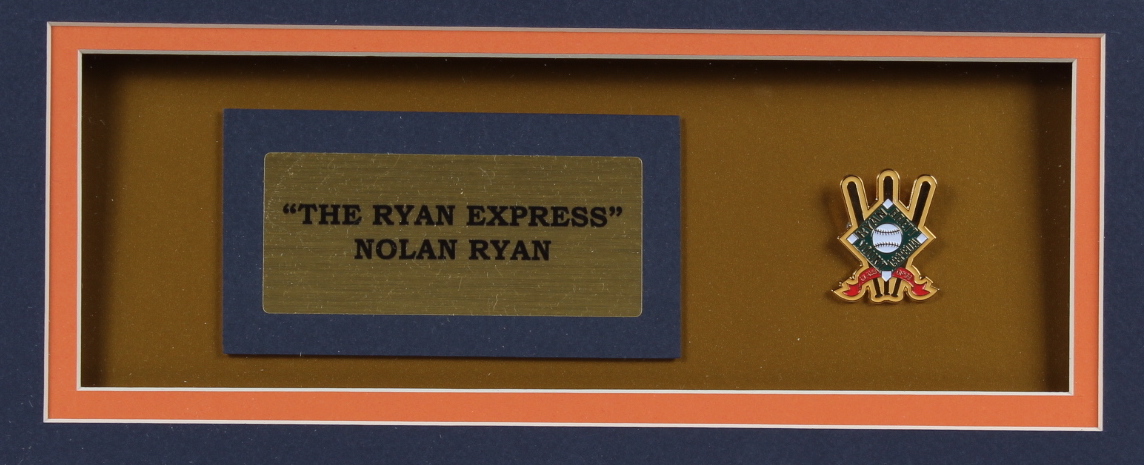 “THE RYAN EXPRESS”
NOLAN RYAN